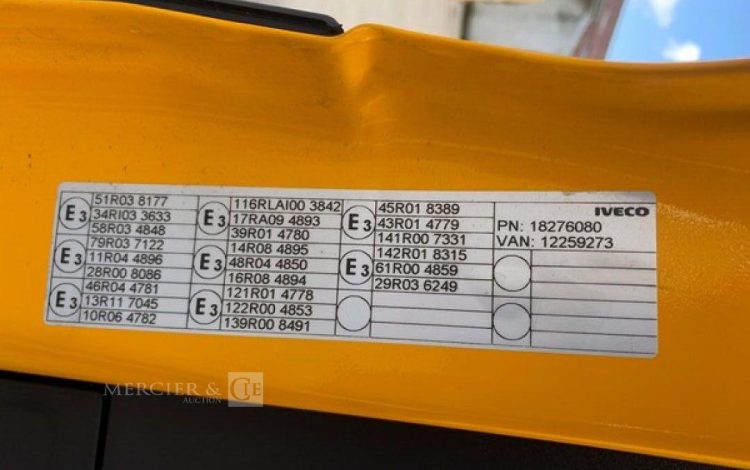 E3
51R03 8177
34RI03 3633
58R03 4848
E3
79R03 7122
11R04 4896
28R00 8086
E3
46R04 4781
13R11 7045
10R06 4782
E3
116RLAI00 3842
17RA09 4893
39R01 4780
E3
14R08 4895
48R04 4850
16R08 4894
E3
121R01 4778
122R00 4853
139R00 8491
E3
45R01 8389
43R01 4779
141R00 7331
E3
142R01 8315
61R00 4859
29R03 6249
IVECO
PN: 18276080
VAN: 12259273
MERCIER & CIE
AUCTION